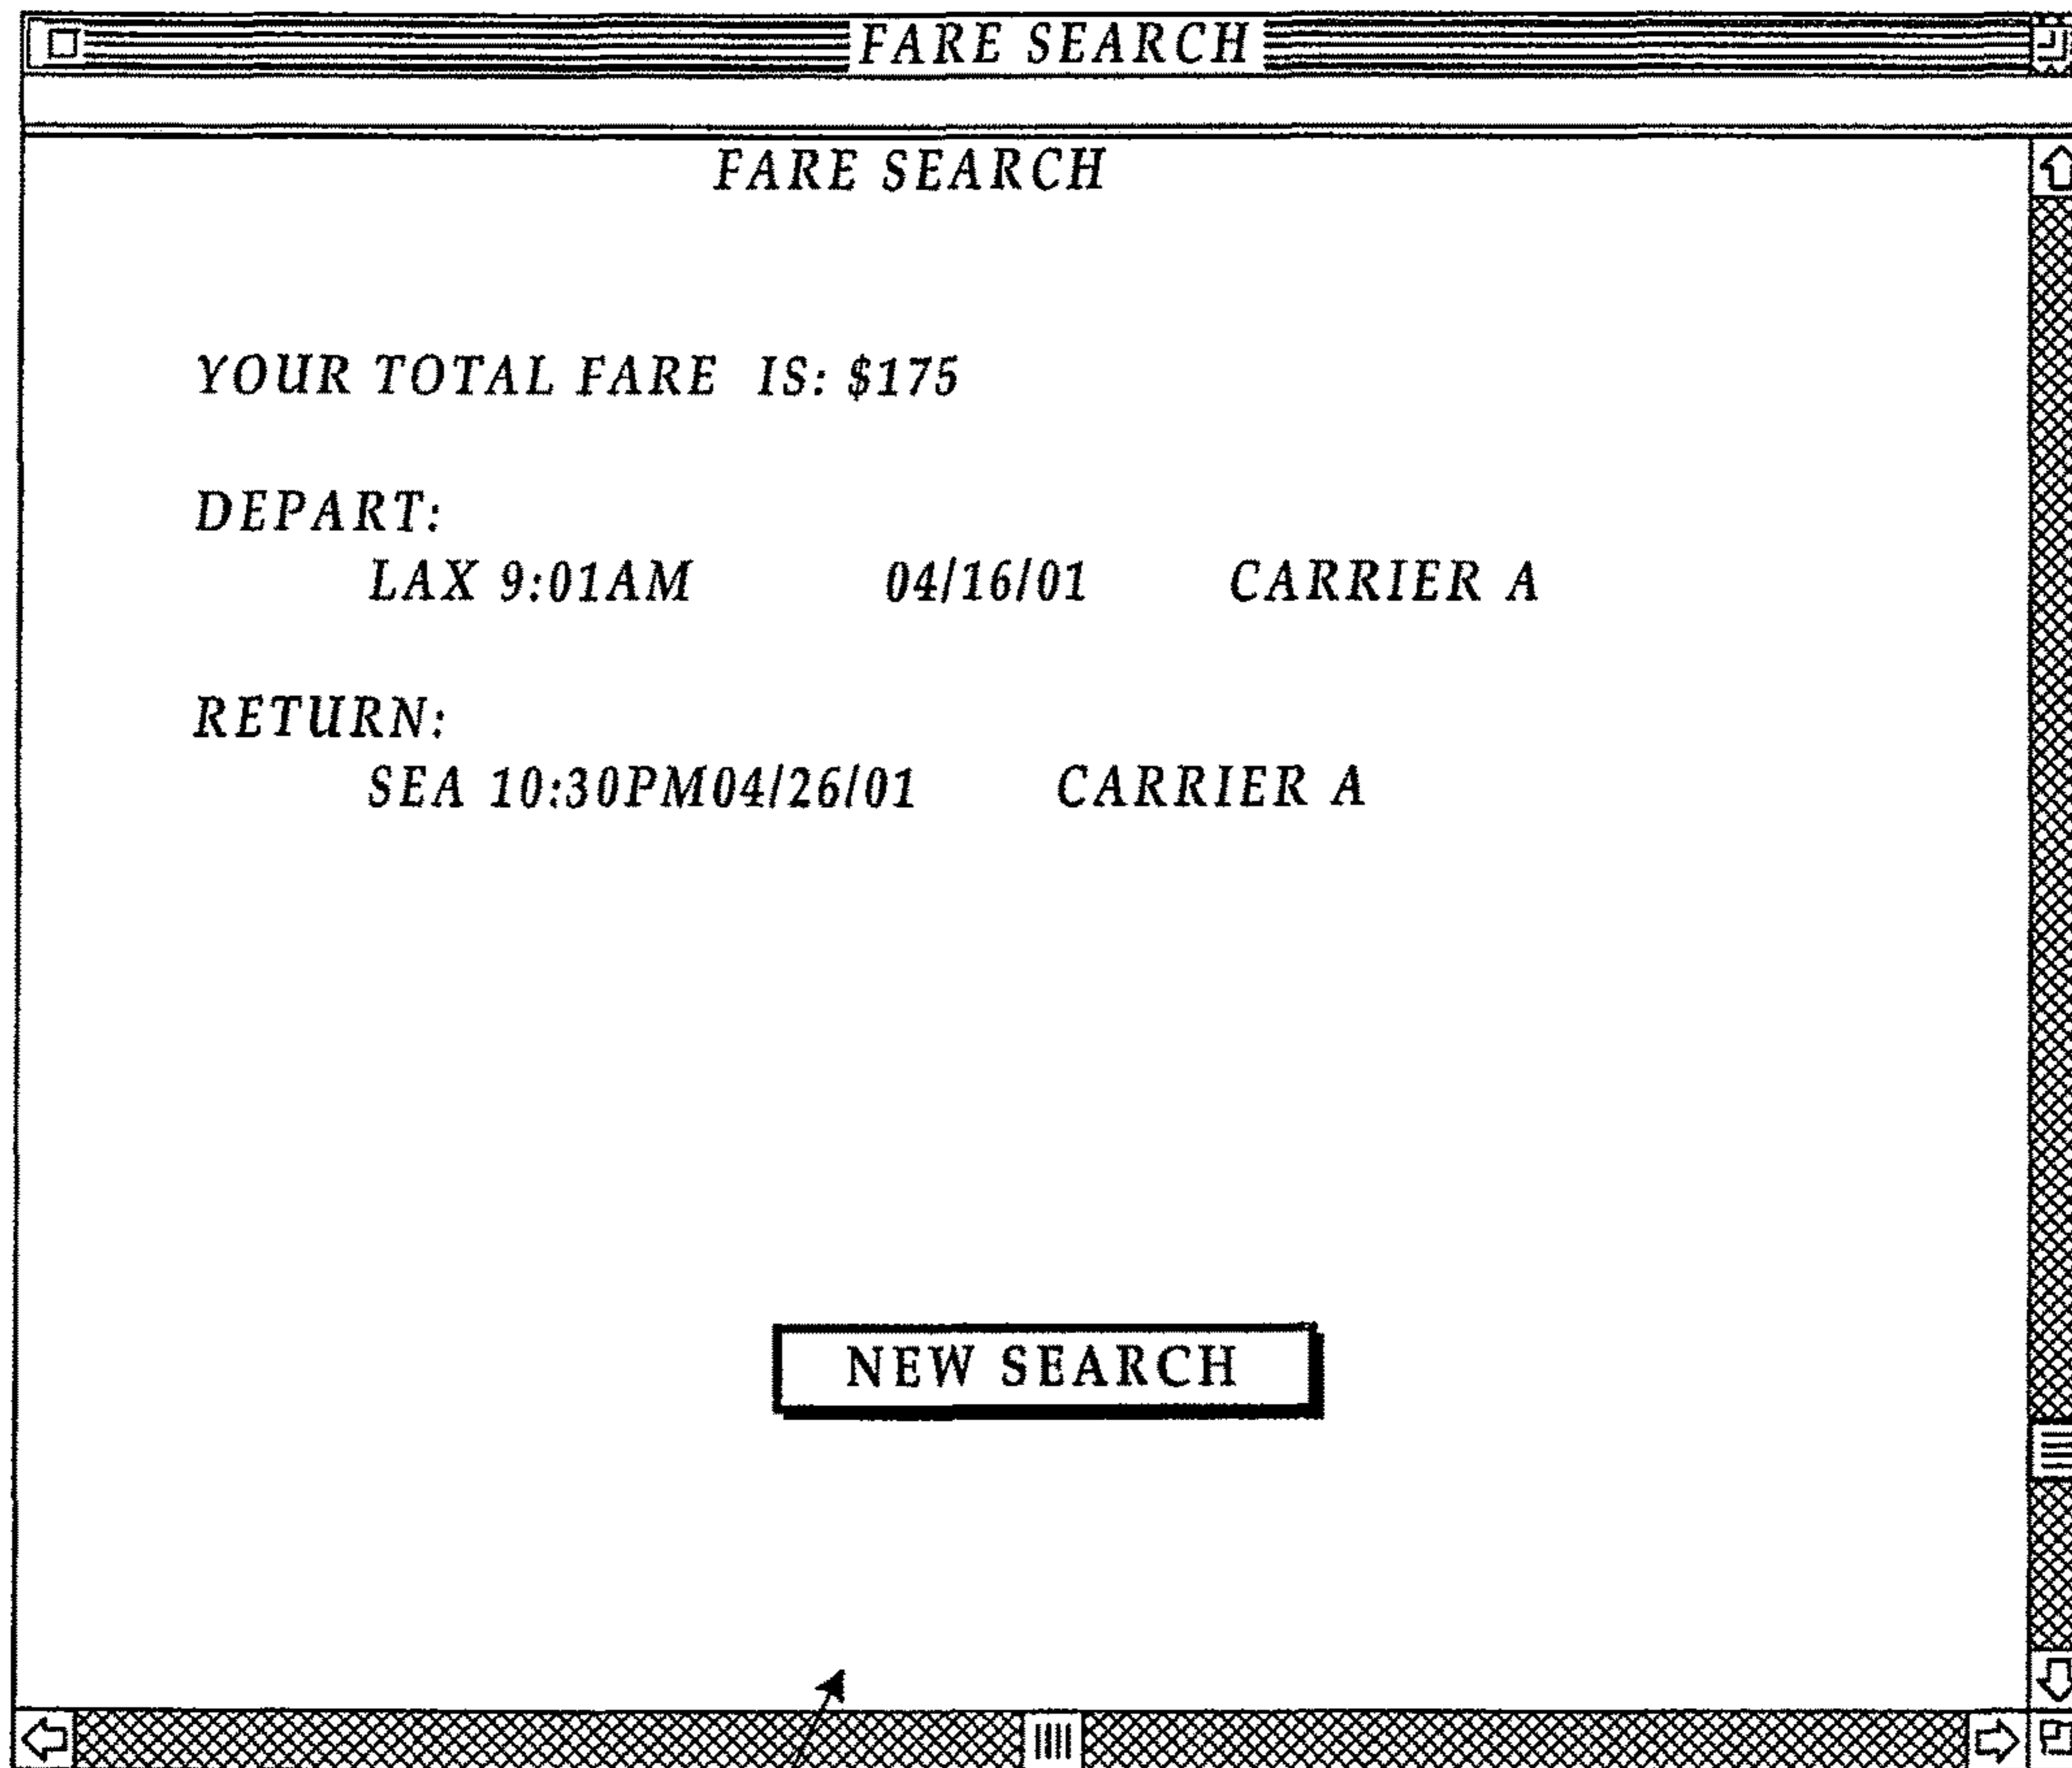 FARE SEARCH
FARE SEARCH
YOUR TOTAL FARE IS: $175
DEPART:
LAX 9:01AM 04/16/01 CARRIER A
RETURN:
SEA 10:30PM04/26/01 CARRIER A
NEW SEARCH